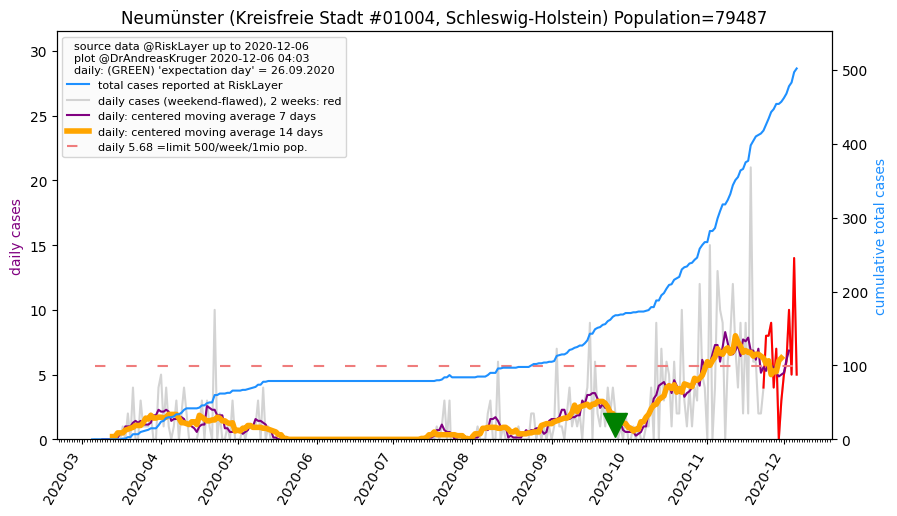 Neumünster (Kreisfreie Stadt #01004, Schleswig-Holstein) Population=79487
source data @RiskLayer up to 2020-12-06
plot @DrAndreasKruger 2020-12-06 04:03
daily: (GREEN) 'expectation day' = 26.09.2020
total cases reported at RiskLayer
daily cases (weekend-flawed), 2 weeks: red
daily: centered moving average 7 days
daily: centered moving average 14 days
daily 5.68 =limit 500/week/1mio pop.
daily cases
30
25
20
15
10
5
0
cumulative total cases
500
400
300
200
100
0
2020-03
2020-04
2020-05
2020-06
2020-07
2020-08
2020-09
2020-10
2020-11
2020-12